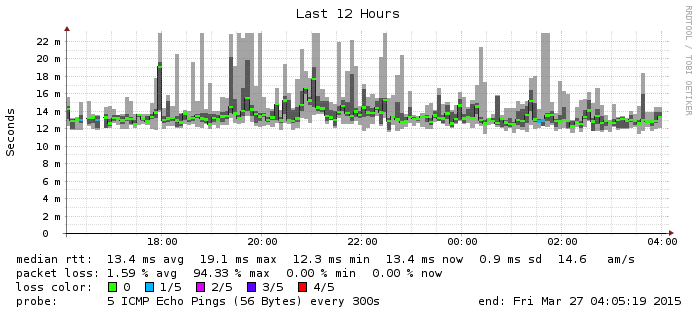 Last 12 Hours
RRDTOOL / TOBI OETIKER
Seconds
22 m
20 m
18 m
16 m
14 m
12 m
10 m
8 m
6 m
4 m
2 m
0
18:00 20:00 22:00 00:00 02:00 04:00
median rtt: 13.4 ms avg 19.1 ms max 12.3 ms min 13.4 ms now 0.9 ms sd 14.6 am/s
packet loss: 1.59 % avg 94.33 % max 0.00 % min 0.00 % now
loss color: 0 1/5 2/5 3/5 4/5
probe: 5 ICMP Echo Pings (56 Bytes) every 300s end: Fri Mar 27 04:05:19 2015